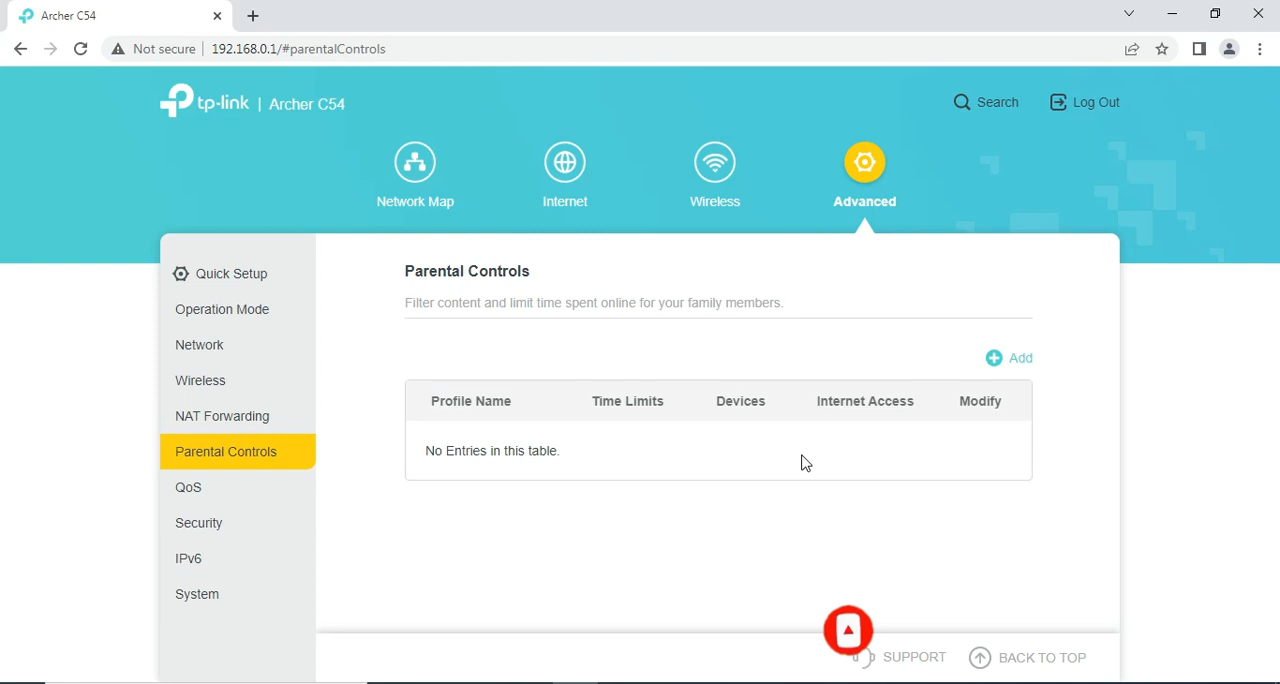 Archer C54
Not secure 192.168.0.1/#parentalControls
tp-link | Archer C54
Search
Log Out
Network Map
Internet
Wireless
Advanced
Quick Setup
Operation Mode
Network
Wireless
NAT Forwarding
Parental Controls
QoS
Security
IPv6
System
Parental Controls
Filter content and limit time spent online for your family members.
Add
Profile Name Time Limits Devices Internet Access Modify
No Entries in this table.
SUPPORT
BACK TO TOP